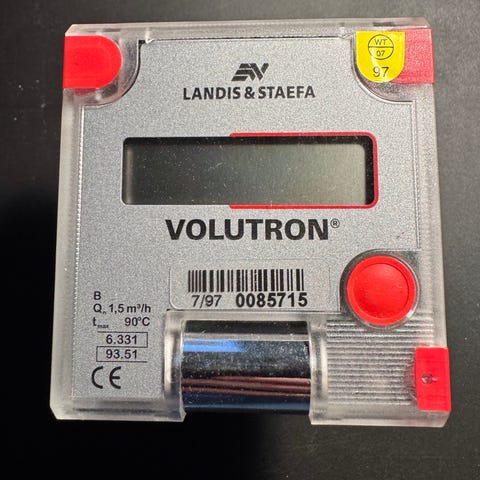 WT
07
97
LANDIS & STAEFA
VOLUTRON®
7/97 0085715
B
Qn 1,5 m³/h
tmax 90°C
6.331
93.51
CE